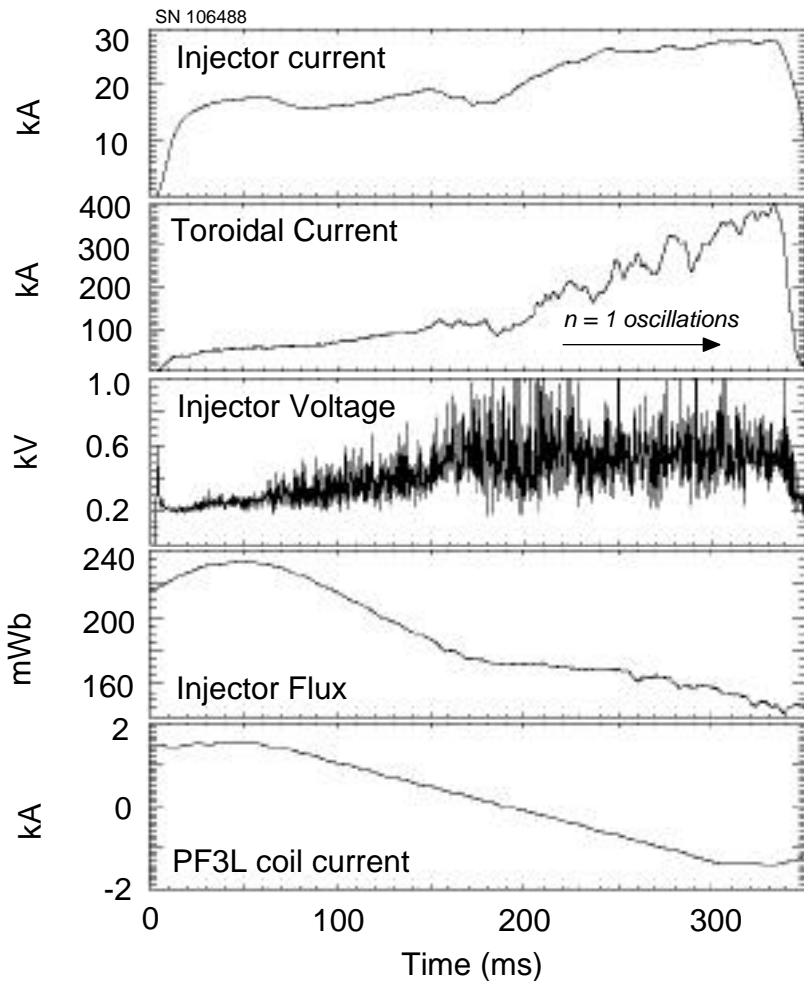 SN 106488
30
Injector current
20
kA
10
400
Toroidal Current
300
kA
200
n = 1 oscillations
100
1.0
Injector Voltage
kV
0.6
0.2
240
200
mWb
160
Injector Flux
2
0
kA
PF3L coil current
-2
0 100 200 300
Time (ms)